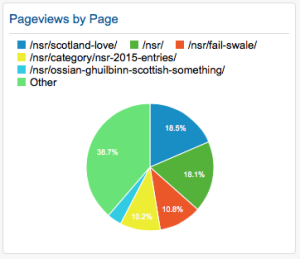 Pageviews by Page
/nsr/scotland-love/ /nsr/ /nsr/fail-swale/
/nsr/category/nsr-2015-entries/
/nsr/ossian-ghuilbinn-scottish-something/
Other
18.5%
38.7%
18.1%
10.2%
10.8%